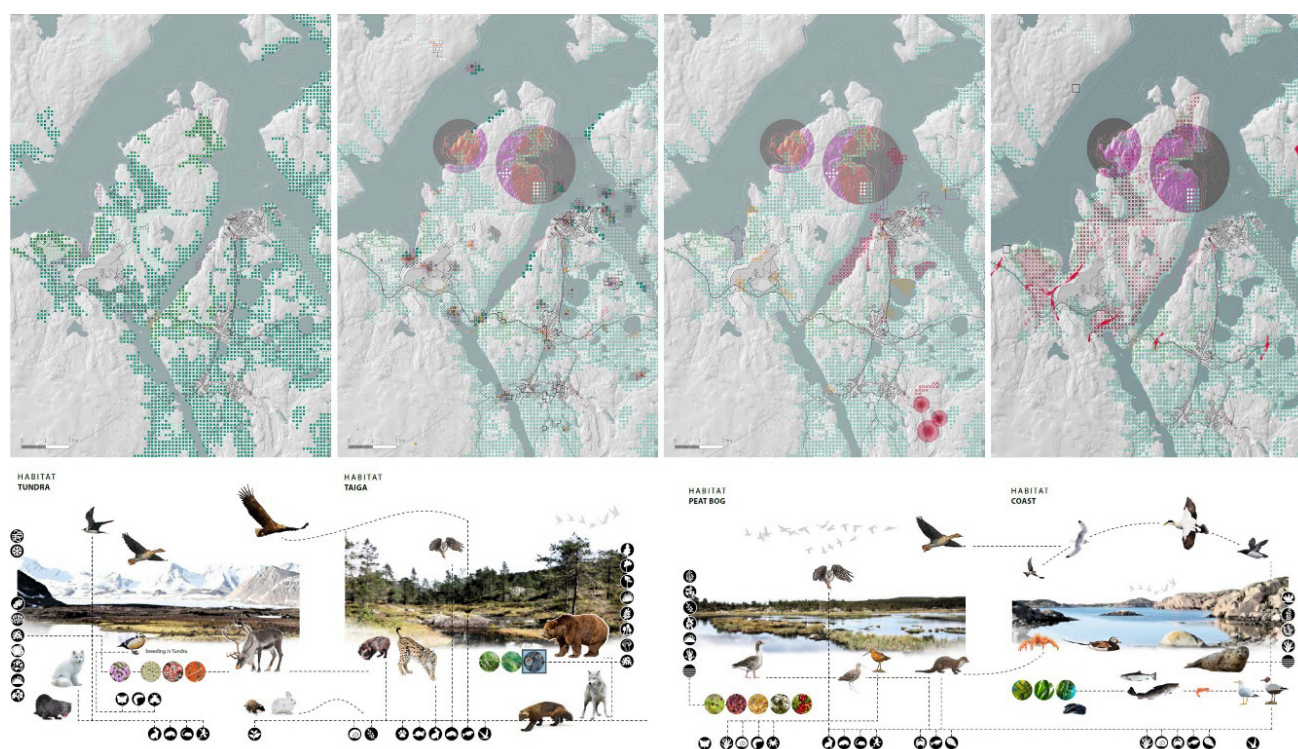 HABITAT
TUNDRA
HABITAT
TAIGA
HABITAT
PEAT BOG
HABITAT
COAST
breeding in Tundra